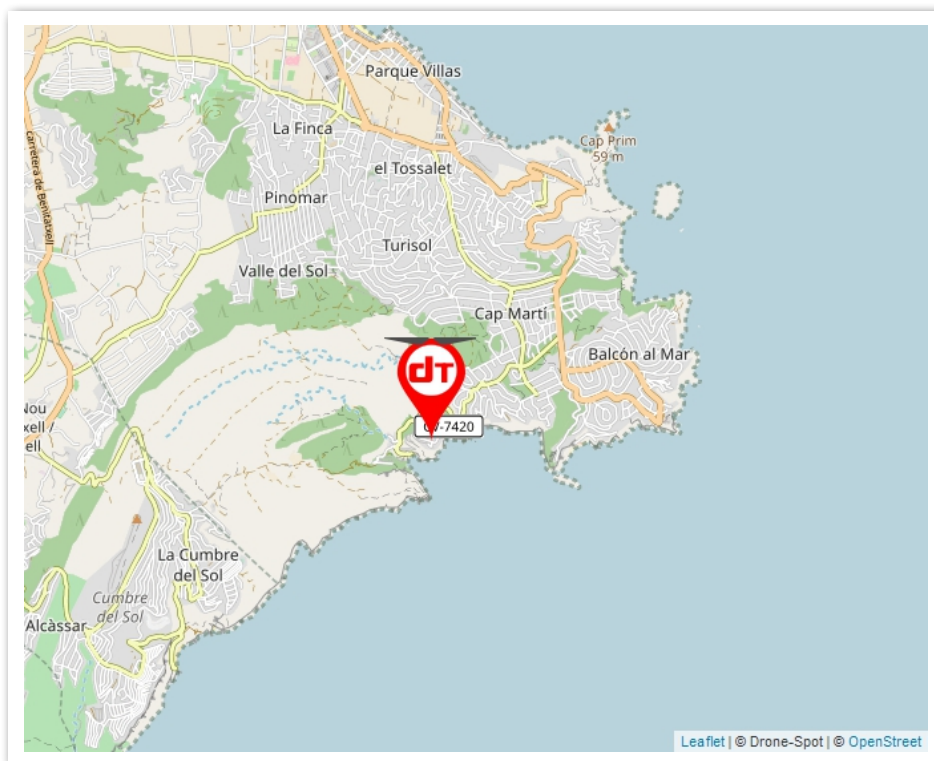 Parque Villas
La Finca
Cap Prim
59 m
el Tossalet
carretera de Benitatxell
Pinomar
Turisol
Valle del Sol
Cap Martí
Balcón al Mar
dT
Nou
xell /
ell
-7420
La Cumbre
del Sol
Cumbre
del Sol
Alcàssar
Leaflet | © Drone-Spot | © OpenStreet